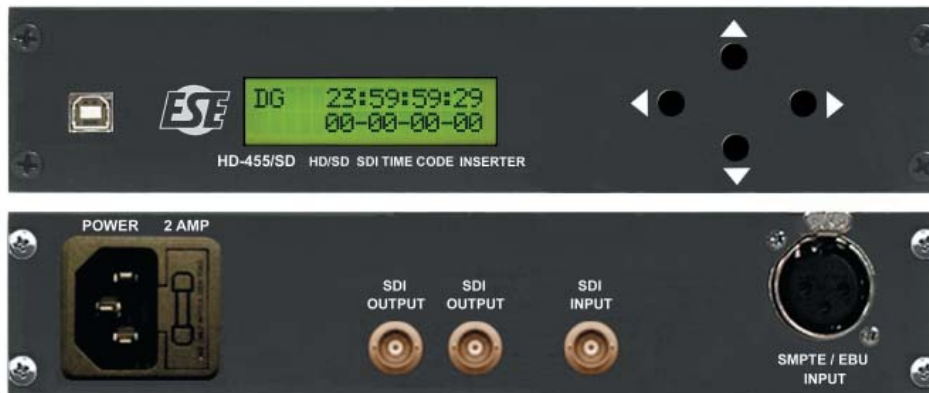 ESE
DG 23:59:59:29
00-00-00-00
HD-455/SD HD/SD SDI TIME CODE INSERTER
POWER 2 AMP
SDI OUTPUT
SDI OUTPUT
SDI INPUT
SMPTE / EBU
INPUT